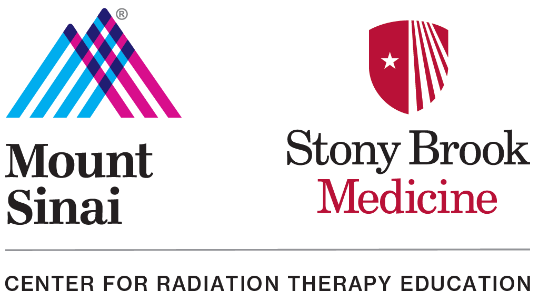 ®
Mount
Sinai
Stony Brook
Medicine
CENTER FOR RADIATION THERAPY EDUCATION